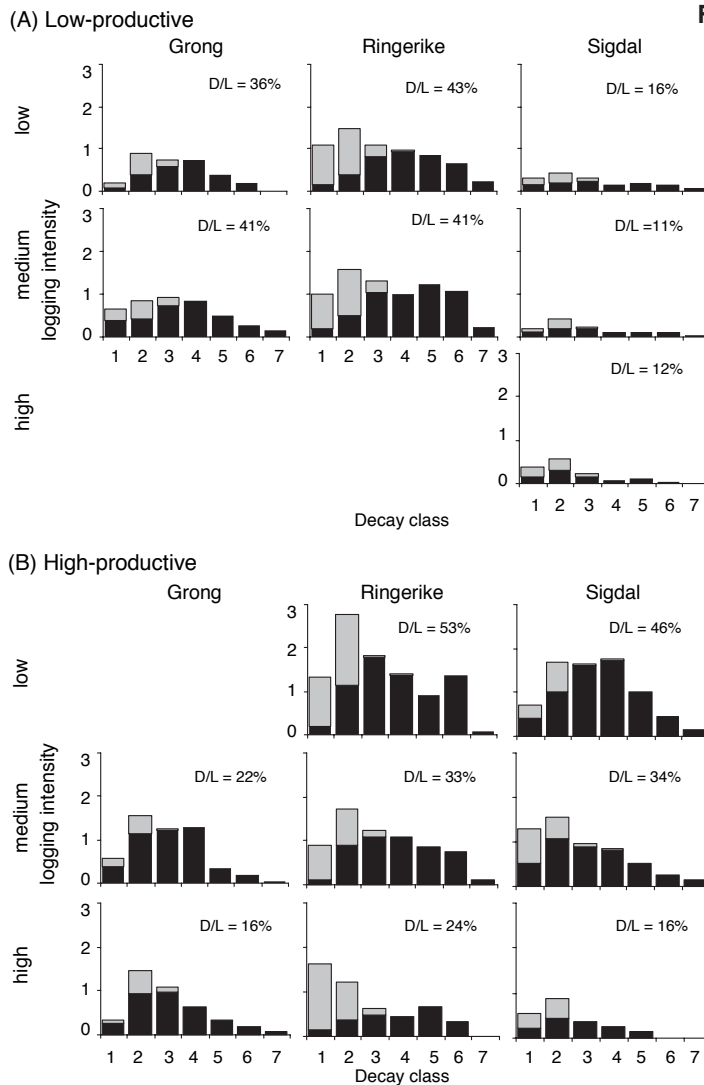 (A) Low-productive
F
Grong Ringerike Sigdal
low
3
2
1
0
D/L = 36%
D/L = 43%
D/L = 16%
medium
logging intensity
3
2
1
0
D/L = 41%
D/L = 41%
D/L =11%
1 2 3 4 5 6 7
1 2 3 4 5 6 7
high
3
2
1
0
D/L = 12%
1 2 3 4 5 6 7
Decay class
(B) High-productive
Grong Ringerike Sigdal
low
3
2
1
0
D/L = 53%
D/L = 46%
medium
logging intensity
3
2
1
0
D/L = 22%
D/L = 33%
D/L = 34%
high
3
2
1
0
D/L = 16%
D/L = 24%
D/L = 16%
1 2 3 4 5 6 7
1 2 3 4 5 6 7
1 2 3 4 5 6 7
Decay class